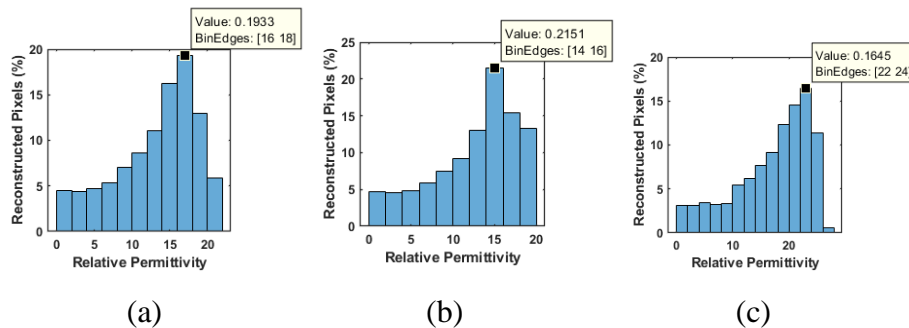 Value: 0.1933
BinEdges: [16 18]
20
15
10
5
0
Reconstructed Pixels (%)
0 5 10 15 20
Relative Permittivity
(a)
Value: 0.2151
BinEdges: [14 16]
25
20
15
10
5
0
Reconstructed Pixels (%)
0 5 10 15 20
Relative Permittivity
(b)
Value: 0.1645
BinEdges: [22 24]
20
15
10
5
0
Reconstructed Pixels (%)
0 10 20
Relative Permittivity
(c)